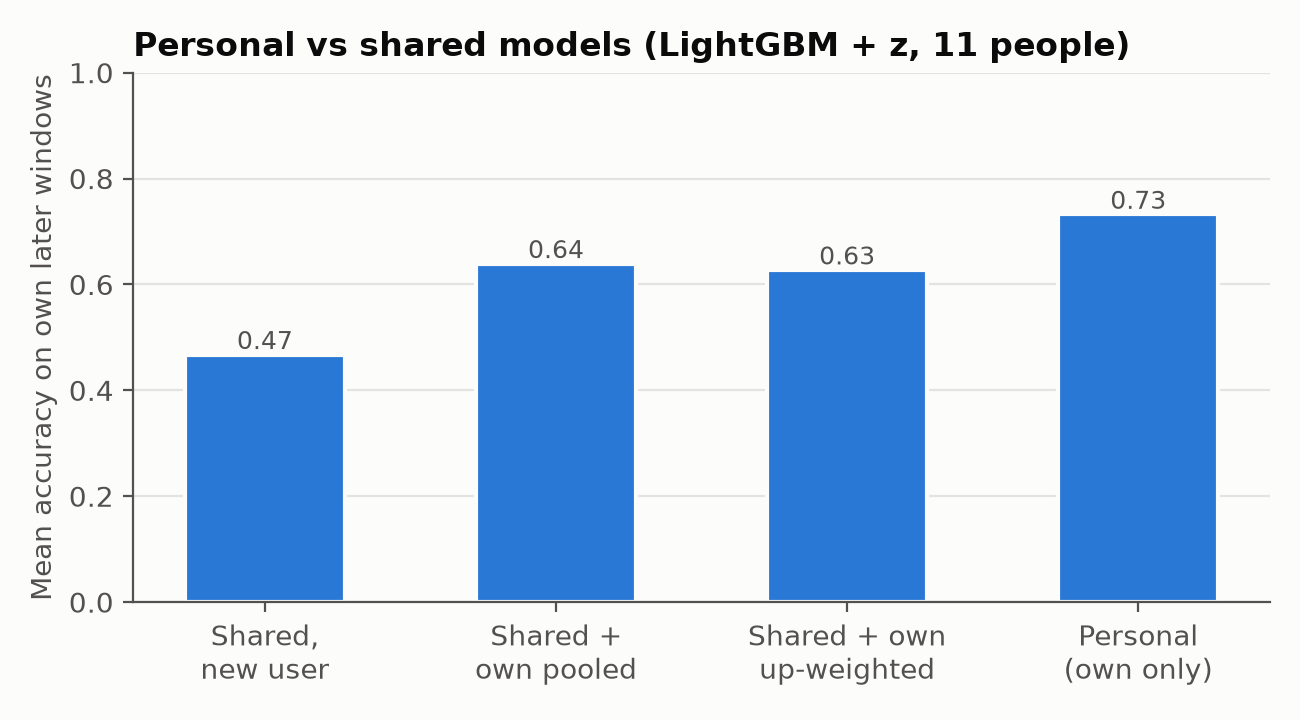 Personal vs shared models (LightGBM + z, 11 people)
Mean accuracy on own later windows
1.0
0.8
0.6
0.4
0.2
0.0
0.47
0.64
0.63
0.73
Shared,
new user
Shared +
own pooled
Shared + own
up-weighted
Personal
(own only)